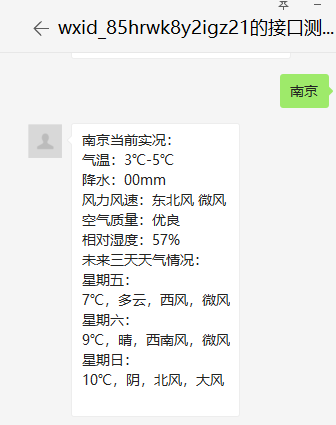 wxid_85hrwk8y2igz21的接口测...
南京
南京当前实况：
气温：3℃-5℃
降水：00mm
风力风速：东北风 微风
空气质量：优良
相对湿度：57%
未来三天天气情况：
星期五：
7℃，多云，西风，微风
星期六：
9℃，晴，西南风，微风
星期日：
10℃，阴，北风，大风